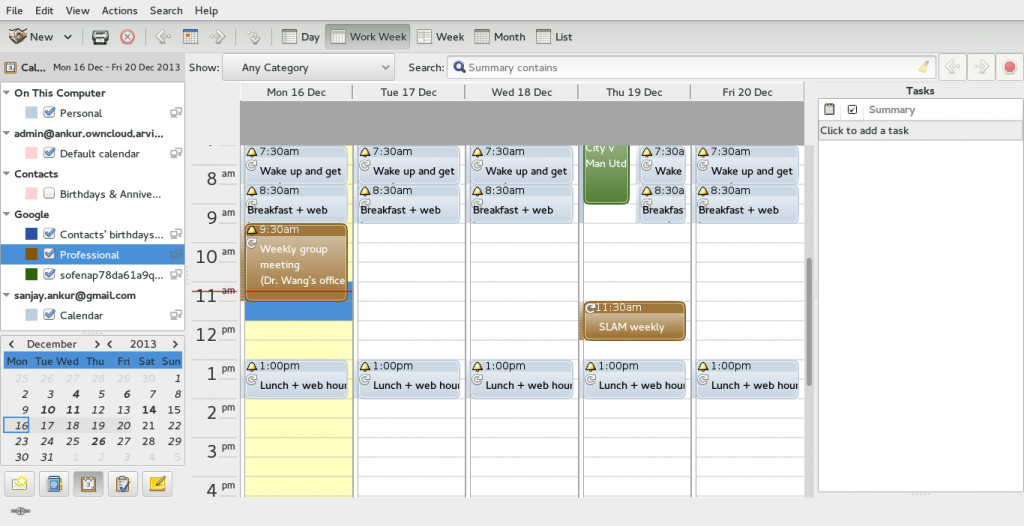 File Edit View Actions Search Help
New Day Work Week Week Month List
Cal... Mon 16 Dec - Fri 20 Dec 2013 Show: Any Category Search: Summary contains
On This Computer
Personal
admin@ankur.owncloud.arvi...
Default calendar
Contacts
Birthdays & Annive...
Google
Contacts' birthdays...
Professional
sofenap78da61a9q...
sanjay.ankur@gmail.com
Calendar
December 2013
Mon Tue Wed Thu Fri Sat Sun
25 26 27 28 29 30 1
2 3 4 5 6 7 8
9 10 11 12 13 14 15
16 17 18 19 20 21 22
23 24 25 26 27 28 29
30 31 1 2 3 4 5
Mon 16 Dec Tue 17 Dec Wed 18 Dec Thu 19 Dec Fri 20 Dec
7:30am 7:30am 7:30am City v 7:30a 7:30am
8 am Wake up and get Wake up and get Wake up and get Man Utd Wake Wake up and get
8:30am 8:30am 8:30am 8:30a 8:30am
9 am Breakfast + web Breakfast + web Breakfast + web Breakfas Breakfast + web
9:30am
10 am Weekly group
meeting
(Dr. Wang's office
11 am
11:30am
12 pm SLAM weekly
1:00pm 1:00pm 1:00pm 1:00pm 1:00pm
1 pm Lunch + web hour Lunch + web hour Lunch + web hour Lunch + web hour Lunch + web hour
2 pm
3 pm
4 pm
Tasks
Summary
Click to add a task